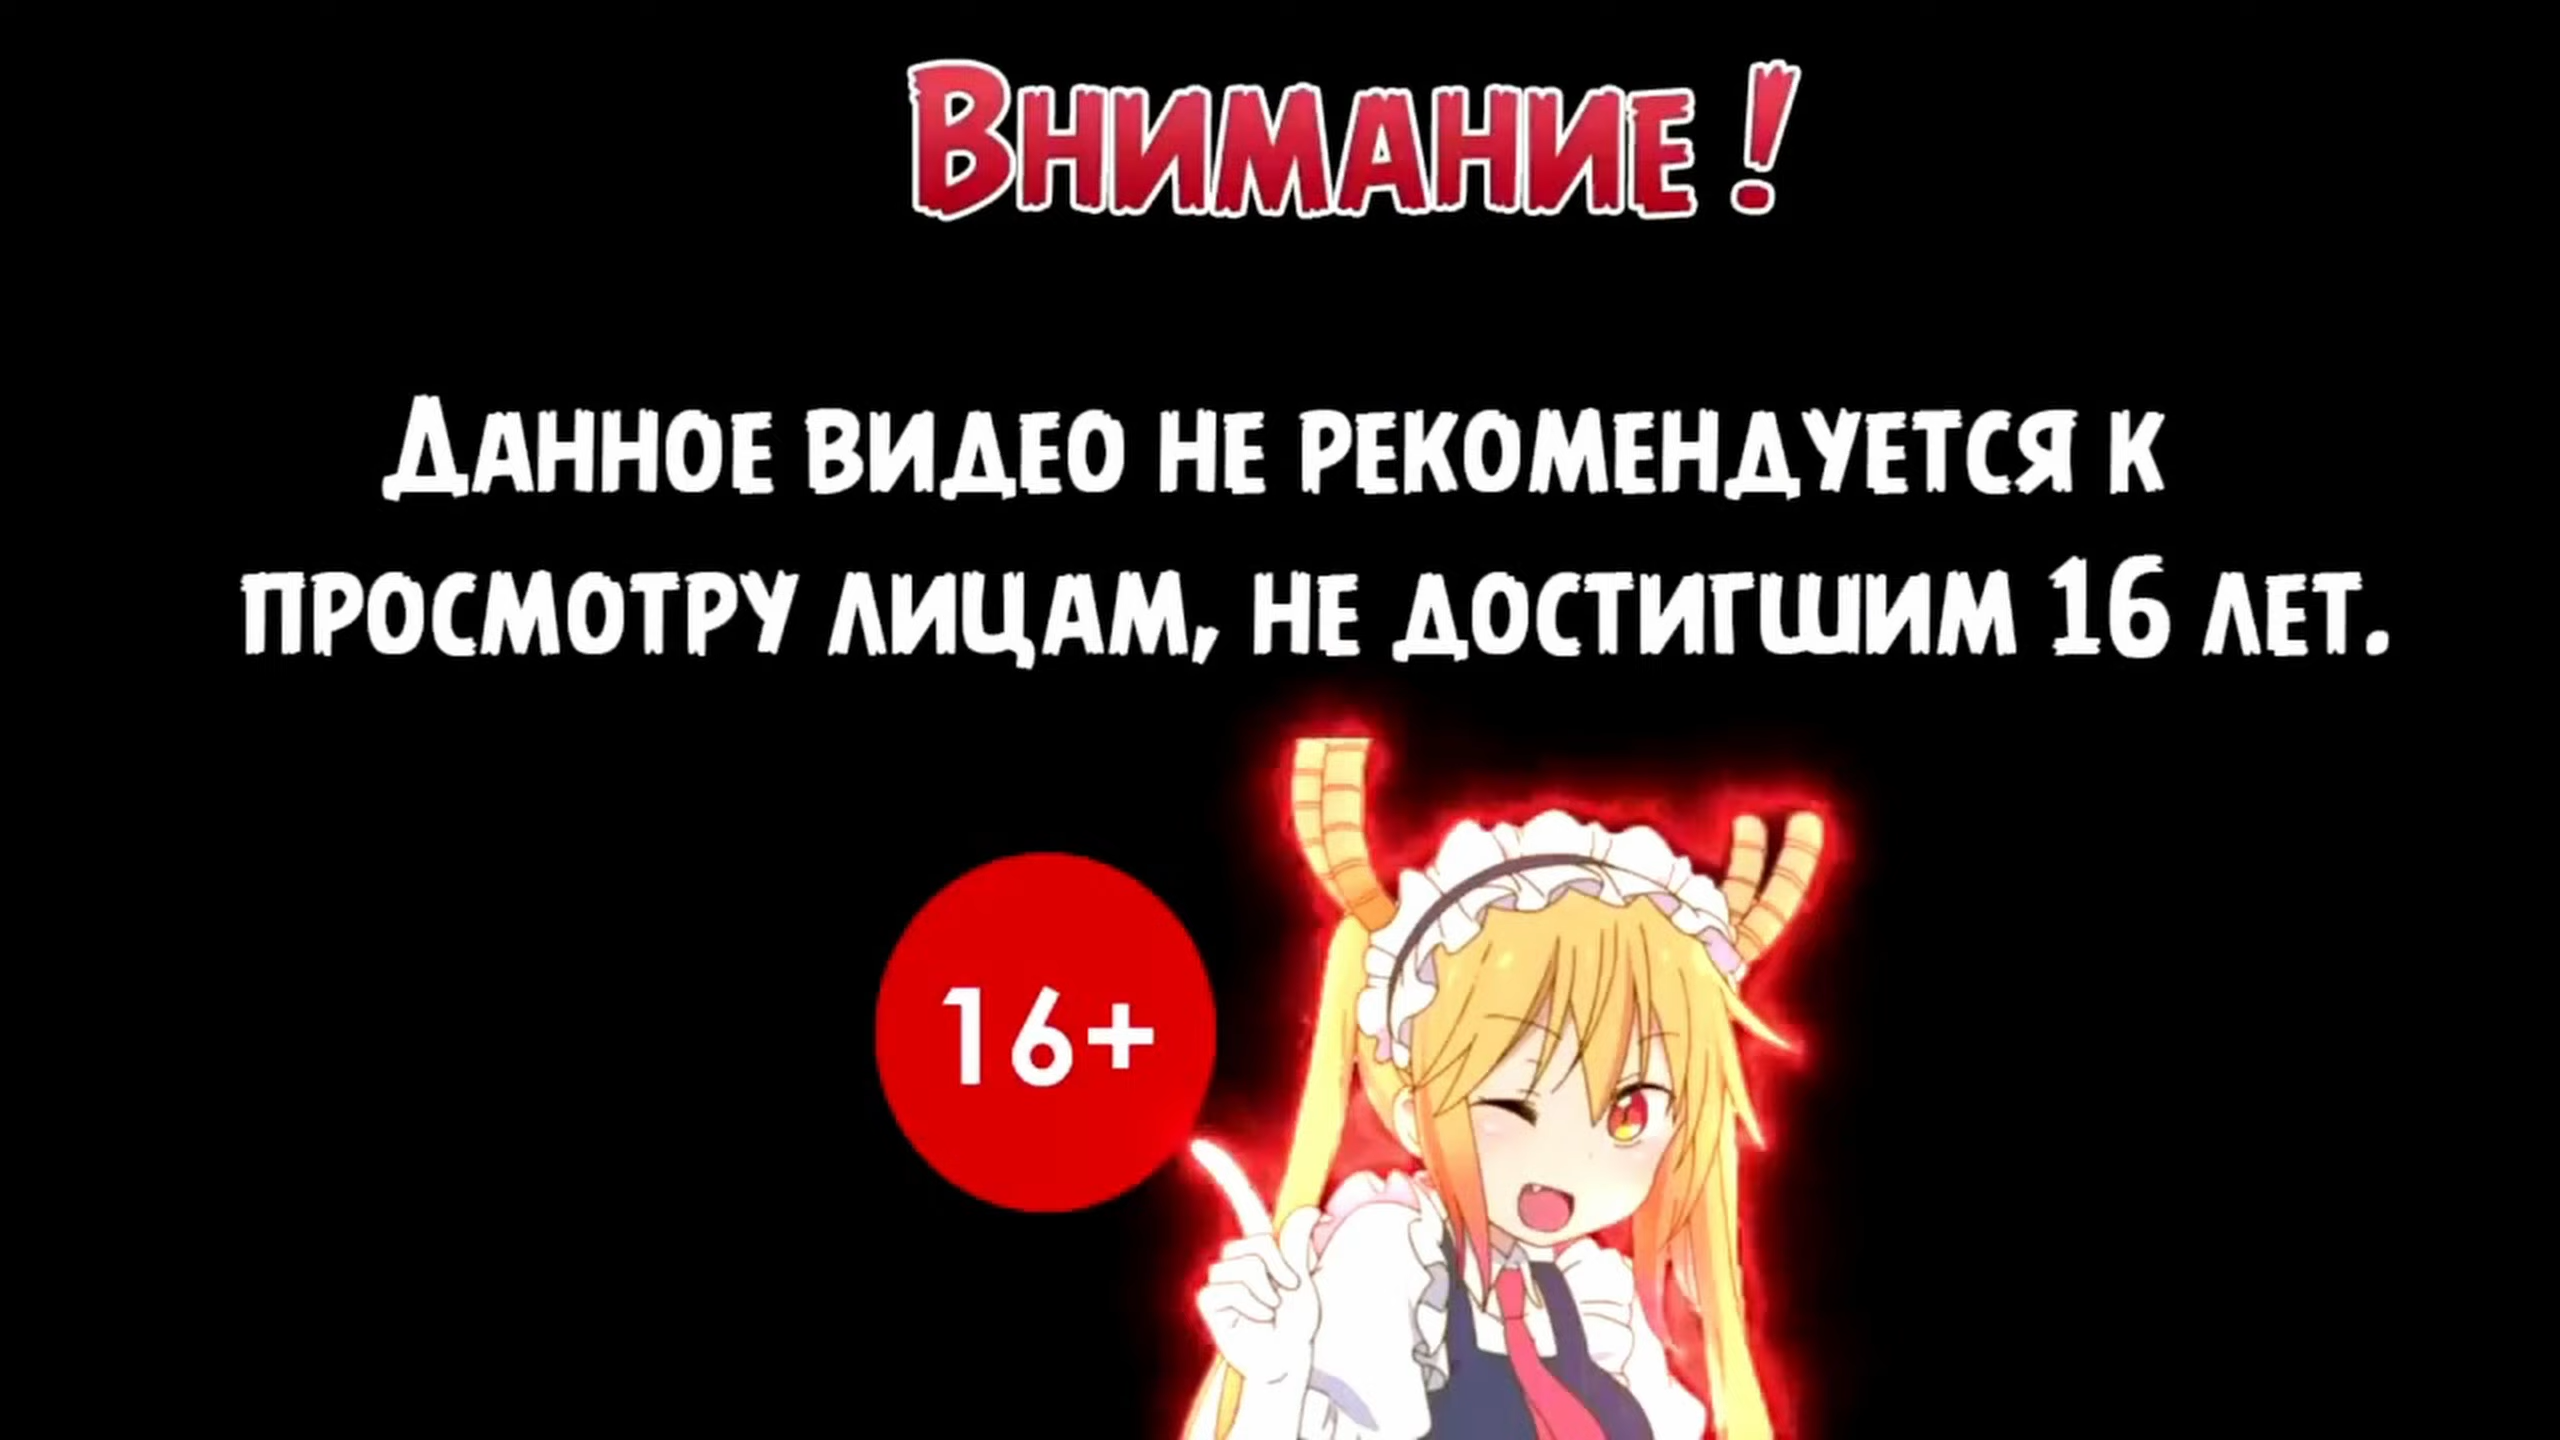 Внимание !
Данное видео не рекомендуется к
просмотру лицам, не достигшим 16 лет.
16+